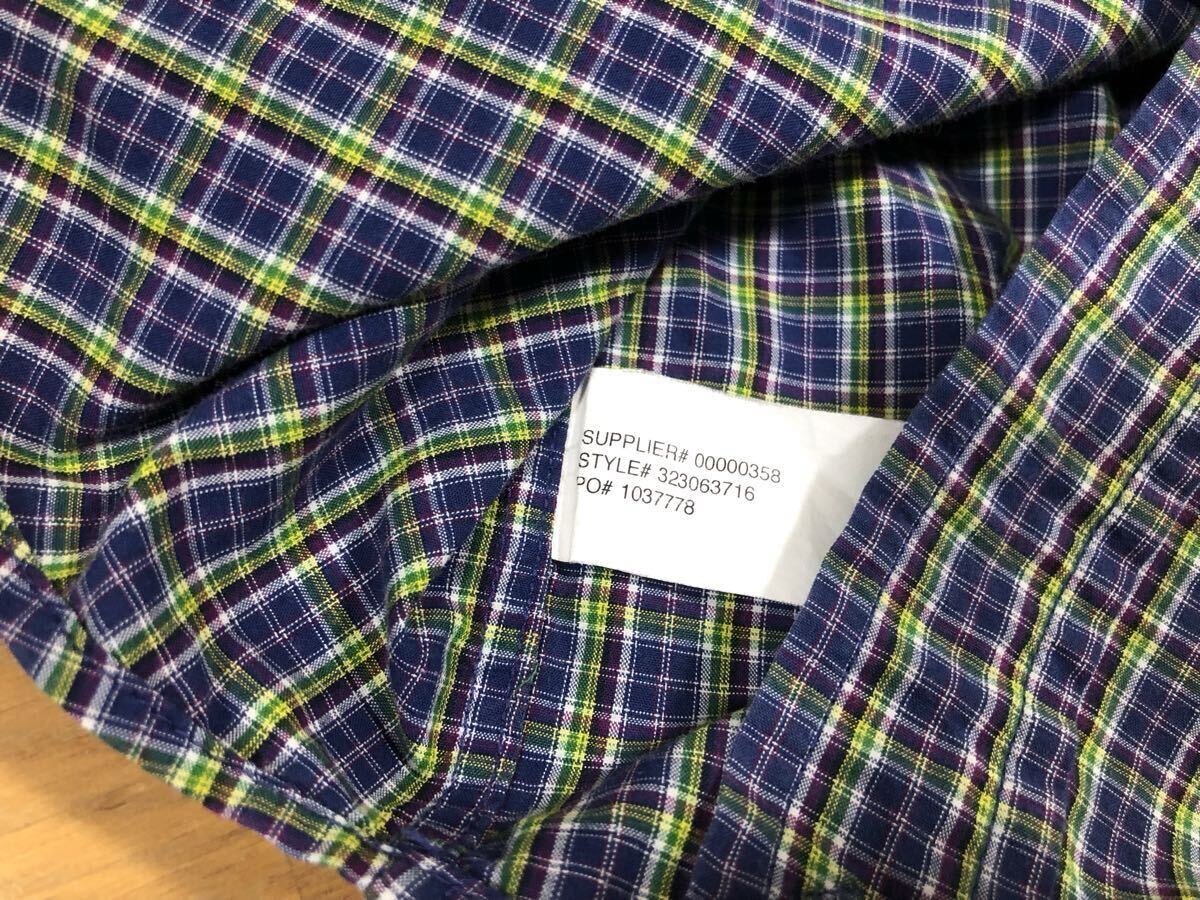 SUPPLIER# 00000358
STYLE# 323063716
PO# 1037778